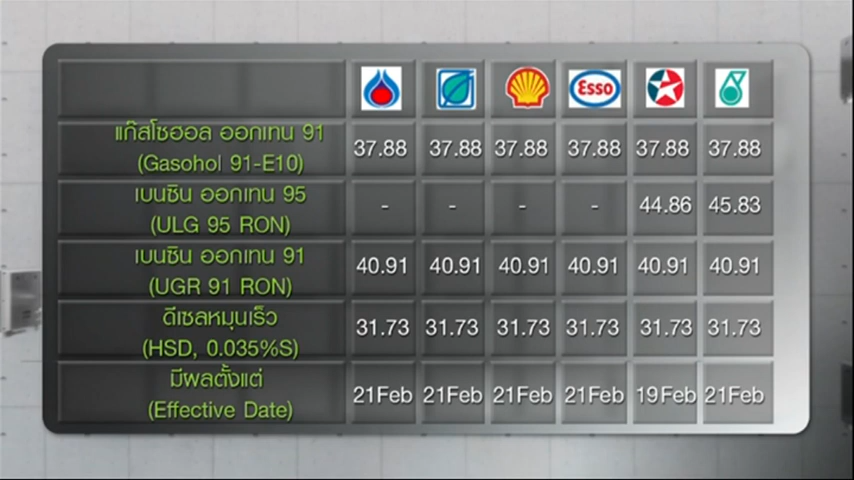 Esso
แก๊สโซฮอล ออกเทน 91
(Gasohol 91-E10) 37.88 37.88 37.88 37.88 37.88 37.88
เบนซิน ออกเทน 95
(ULG 95 RON) - - - - 44.86 45.83
เบนซิน ออกเทน 91
(UGR 91 RON) 40.91 40.91 40.91 40.91 40.91 40.91
ดีเซลหมุนเร็ว
(HSD, 0.035%S) 31.73 31.73 31.73 31.73 31.73 31.73
มีผลตั้งแต่
(Effective Date) 21Feb 21Feb 21Feb 21Feb 19Feb 21Feb